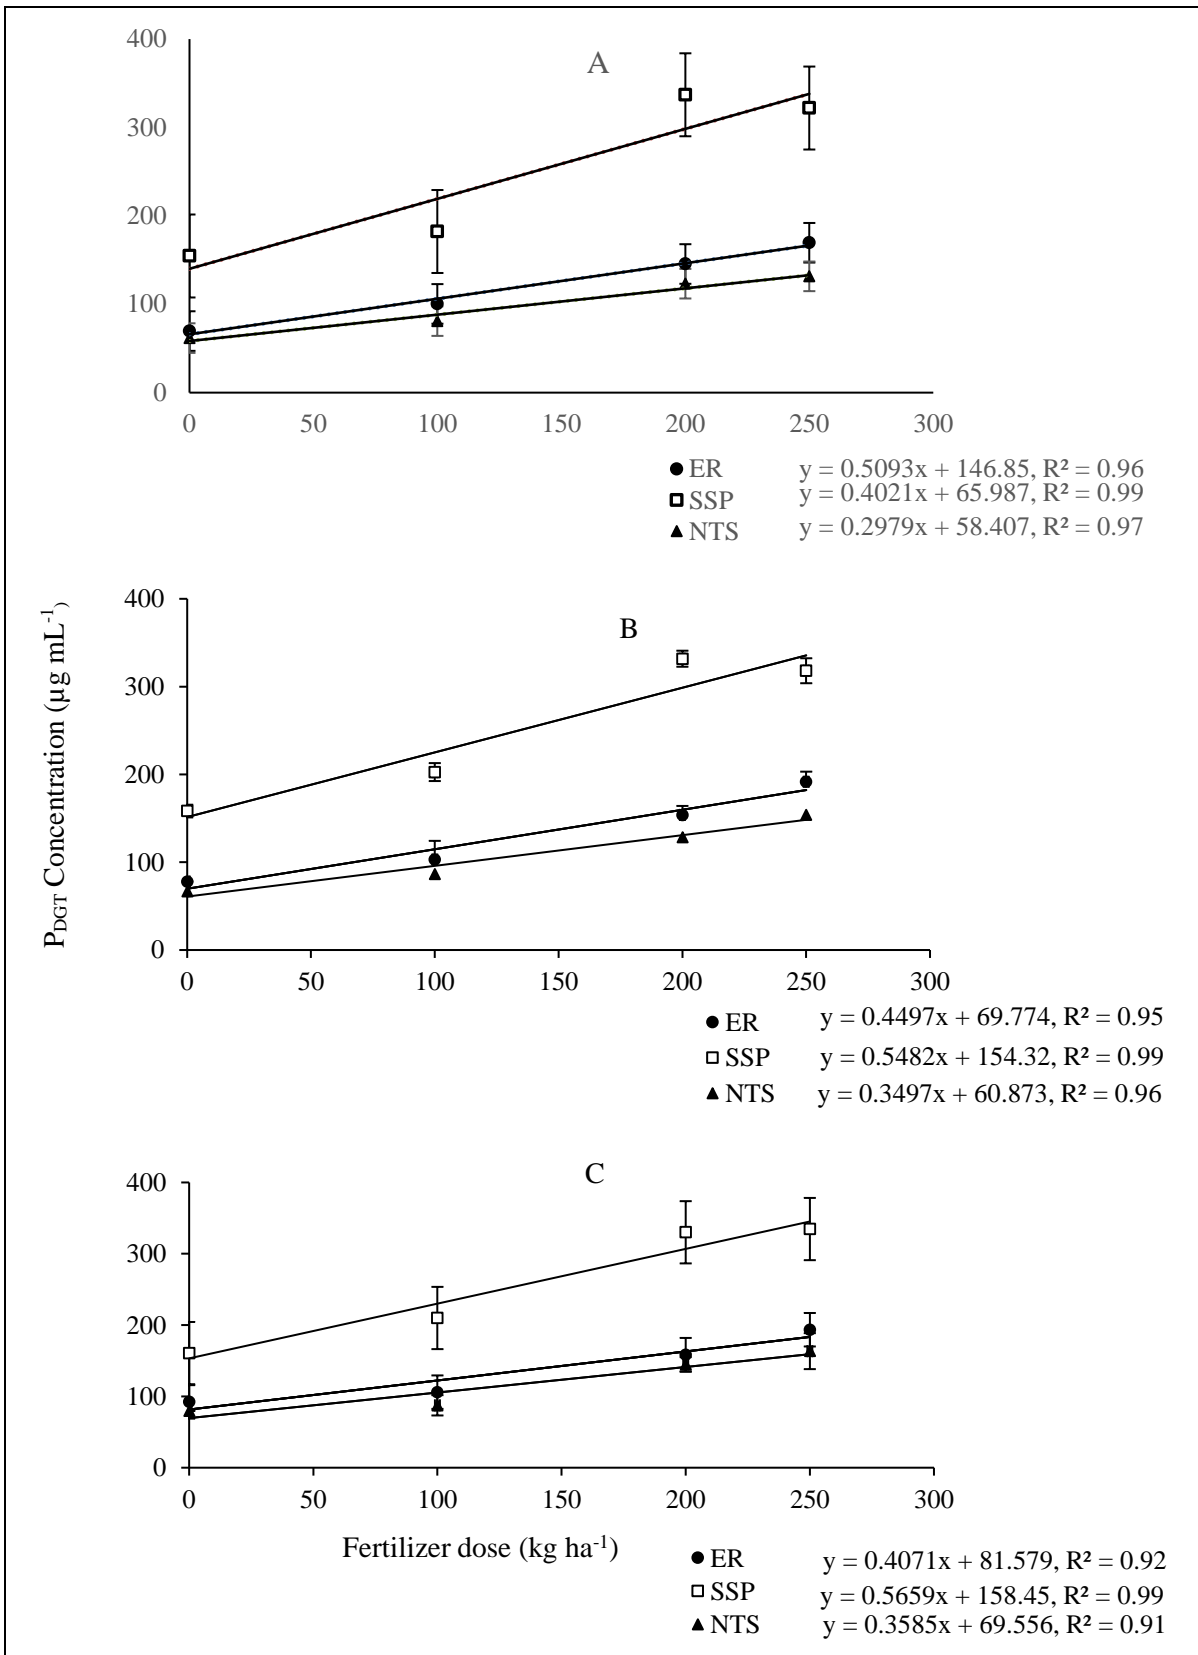 400
A
300
200
100
0
0 50 100 150 200 250 300
ER y = 0.5093x + 146.85, R² = 0.96
SSP y = 0.4021x + 65.987, R² = 0.99
NTS y = 0.2979x + 58.407, R² = 0.97
P_DGT Concentration (µg mL⁻¹)
400
B
300
200
100
0
0 50 100 150 200 250 300
ER y = 0.4497x + 69.774, R² = 0.95
SSP y = 0.5482x + 154.32, R² = 0.99
NTS y = 0.3497x + 60.873, R² = 0.96
C
400
300
200
100
0
0 50 100 150 200 250 300
Fertilizer dose (kg ha⁻¹)
ER y = 0.4071x + 81.579, R² = 0.92
SSP y = 0.5659x + 158.45, R² = 0.99
NTS y = 0.3585x + 69.556, R² = 0.91